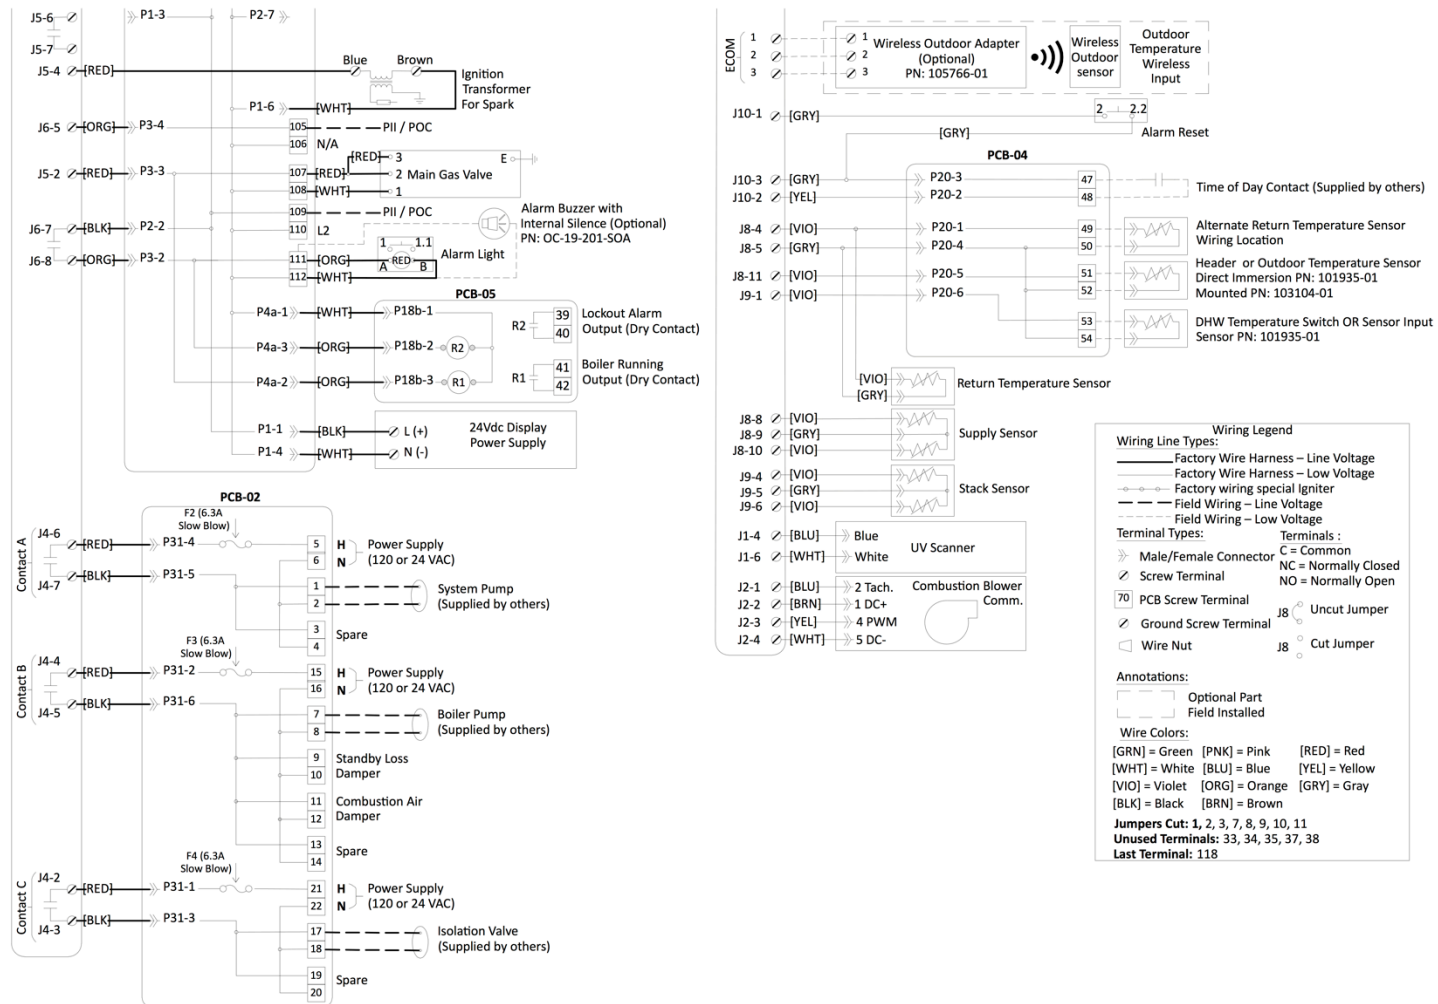 J5-6
P1-3
P2-7
J5-7
J5-4
[RED]
Blue
Brown
Ignition
Transformer
For Spark
P1-6
[WHT]
J6-5
[ORG]
P3-4
105
PII / POC
106
N/A
J5-2
[RED]
P3-3
107
[RED]
[RED]
3
2 Main Gas Valve
E
108
[WHT]
1
109
PII / POC
110
L2
J6-7
[BLK]
P2-2
Alarm Buzzer with
Internal Silence (Optional)
PN: OC-19-201-SOA
J6-8
[ORG]
P3-2
111
[ORG]
1
1.1
A
RED
B
Alarm Light
112
[WHT]
PCB-05
P4a-1
[WHT]
P18b-1
P4a-3
[ORG]
P18b-2
R2
P4a-2
[ORG]
P18b-3
R1
R2
39
40
Lockout Alarm
Output (Dry Contact)
R1
41
42
Boiler Running
Output (Dry Contact)
P1-1
[BLK]
L (+)
P1-4
[WHT]
N (-)
24Vdc Display
Power Supply
PCB-02
Contact A
J4-6
[RED]
P31-4
F2 (6.3A
Slow Blow)
5
H
6
N
Power Supply
(120 or 24 VAC)
J4-7
[BLK]
P31-5
1
2
System Pump
(Supplied by others)
3
4
Spare
Contact B
J4-4
[RED]
P31-2
F3 (6.3A
Slow Blow)
15
H
16
N
Power Supply
(120 or 24 VAC)
J4-5
[BLK]
P31-6
7
8
Boiler Pump
(Supplied by others)
9
10
Standby Loss
Damper
11
12
Combustion Air
Damper
13
14
Spare
Contact C
J4-2
[RED]
P31-1
F4 (6.3A
Slow Blow)
21
H
22
N
Power Supply
(120 or 24 VAC)
J4-3
[BLK]
P31-3
17
18
Isolation Valve
(Supplied by others)
19
20
Spare
ECOM
1
2
3
1
2
3
Wireless Outdoor Adapter
(Optional)
PN: 105766-01
Wireless
Outdoor
sensor
Outdoor
Temperature
Wireless
Input
J10-1
[GRY]
2
2.2
[GRY]
Alarm Reset
PCB-04
J10-3
[GRY]
P20-3
47
J10-2
[YEL]
P20-2
48
Time of Day Contact (Supplied by others)
J8-4
[VIO]
P20-1
49
J8-5
[GRY]
P20-4
50
Alternate Return Temperature Sensor
Wiring Location
J8-11
[VIO]
P20-5
51
52
Header or Outdoor Temperature Sensor
Direct Immersion PN: 101935-01
Mounted PN: 103104-01
J9-1
[VIO]
P20-6
53
54
DHW Temperature Switch OR Sensor Input
Sensor PN: 101935-01
[VIO]
[GRY]
Return Temperature Sensor
J8-8
[VIO]
J8-9
[GRY]
J8-10
[VIO]
Supply Sensor
J9-4
[VIO]
J9-5
[GRY]
J9-6
[VIO]
Stack Sensor
J1-4
[BLU]
Blue
J1-6
[WHT]
White
UV Scanner
J2-1
[BLU]
2 Tach.
J2-2
[BRN]
1 DC+
J2-3
[YEL]
4 PWM
J2-4
[WHT]
5 DC-
Combustion Blower
Comm.
Wiring Legend
Wiring Line Types:
Factory Wire Harness – Line Voltage
Factory Wire Harness – Low Voltage
Factory wiring special Igniter
Field Wiring – Line Voltage
Field Wiring – Low Voltage
Terminal Types:
Male/Female Connector
Screw Terminal
70 PCB Screw Terminal
Ground Screw Terminal
Wire Nut
Terminals :
C = Common
NC = Normally Closed
NO = Normally Open
J8 Uncut Jumper
J8 Cut Jumper
Annotations:
Optional Part
Field Installed
Wire Colors:
[GRN] = Green [PNK] = Pink [RED] = Red
[WHT] = White [BLU] = Blue [YEL] = Yellow
[VIO] = Violet [ORG] = Orange [GRY] = Gray
[BLK] = Black [BRN] = Brown
Jumpers Cut: 1, 2, 3, 7, 8, 9, 10, 11
Unused Terminals: 33, 34, 35, 37, 38
Last Terminal: 118